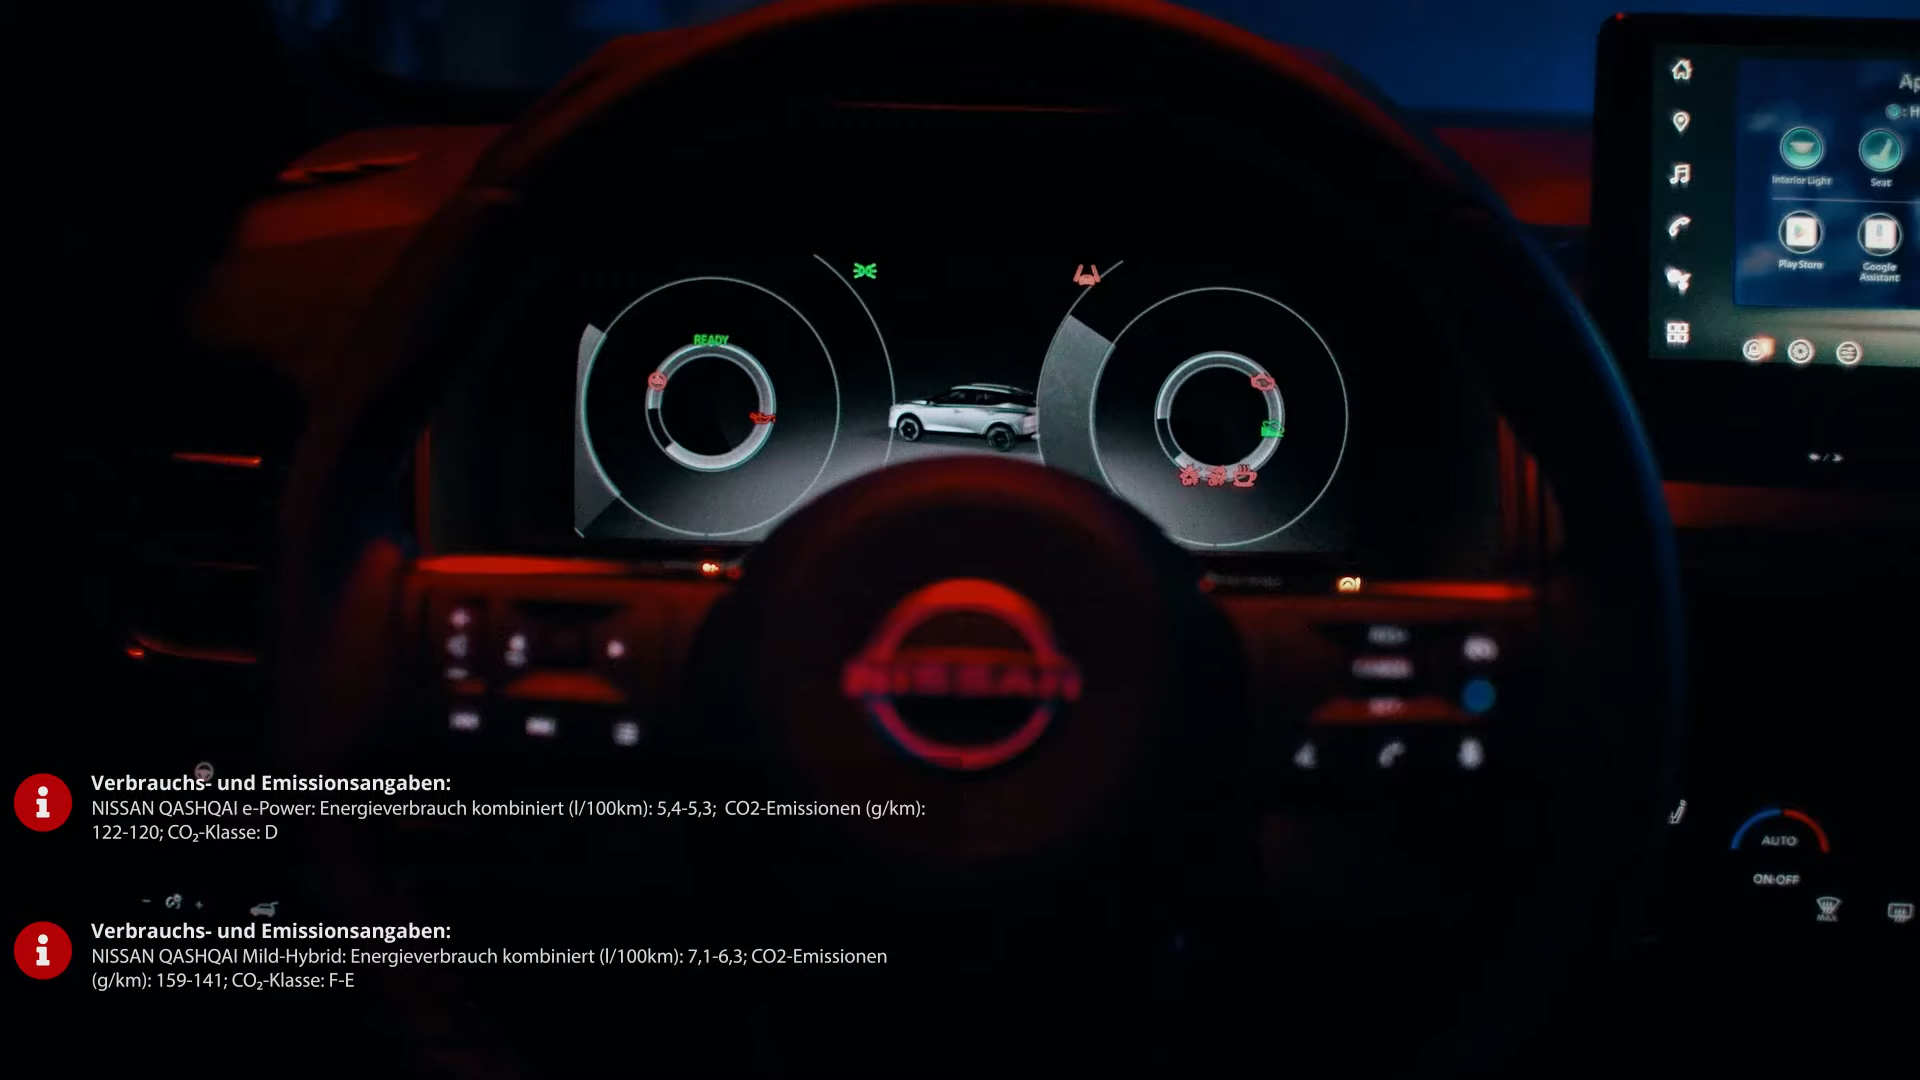 Ap
: H
Interior Light
Seat
Play Store
Google
Assistant
READY
NISSAN
AUTO
ON·OFF
MAX
Verbrauchs- und Emissionsangaben:
NISSAN QASHQAI e-Power: Energieverbrauch kombiniert (l/100km): 5,4-5,3; CO2-Emissionen (g/km):
122-120; CO₂-Klasse: D
Verbrauchs- und Emissionsangaben:
NISSAN QASHQAI Mild-Hybrid: Energieverbrauch kombiniert (l/100km): 7,1-6,3; CO2-Emissionen
(g/km): 159-141; CO₂-Klasse: F-E